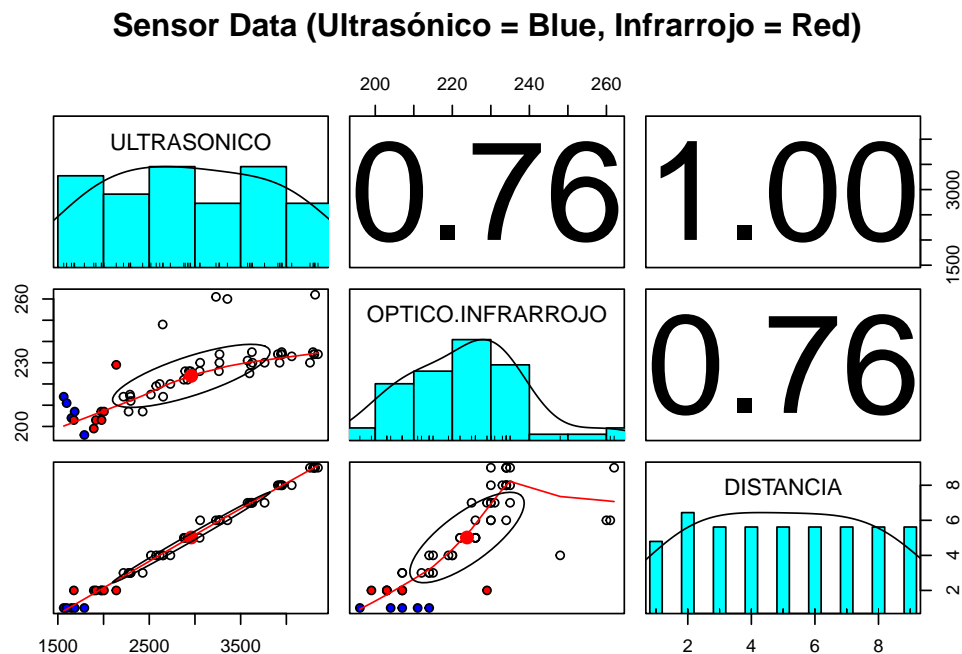 Sensor Data (Ultrasónico = Blue, Infrarrojo = Red)
200 220 240 260
ULTRASONICO
0.76
1.00
1500 3000
200 230 260
OPTICO.INFRARROJO
0.76
DISTANCIA
2 4 6 8
1500 2500 3500
2 4 6 8